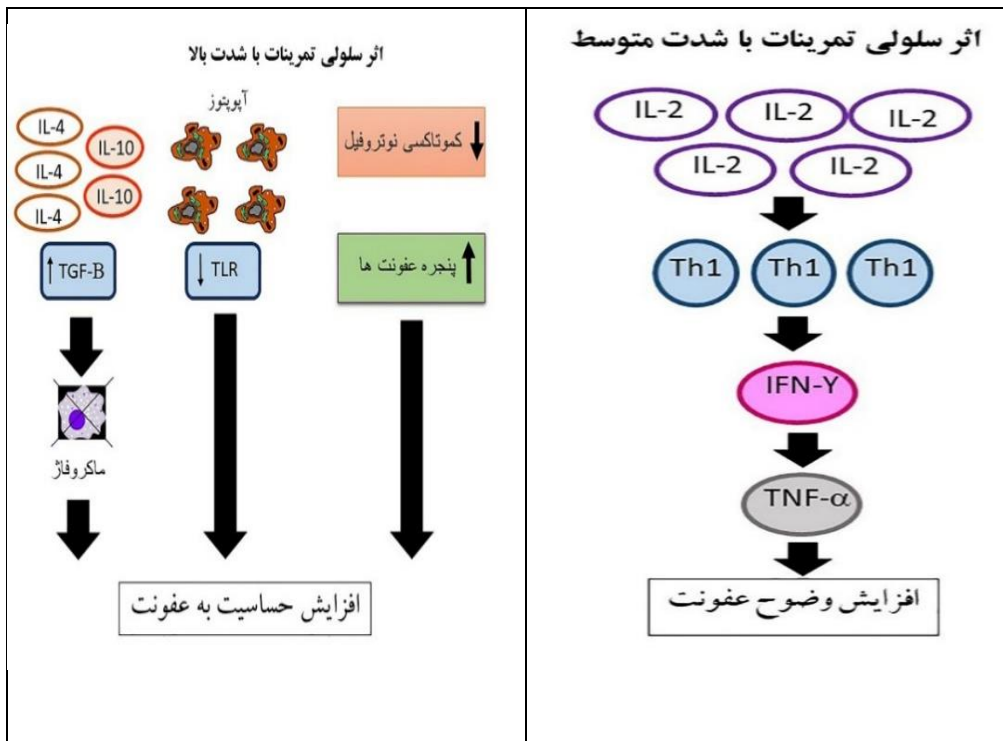 اثر سلولی تمرینات با شدت متوسط
IL-2
IL-2
IL-2
IL-2
IL-2
Th1
Th1
Th1
IFN-Y
TNF-α
افزایش وضوح عفونت
اثر سلولی تمرینات با شدت بالا
آپوپتوز
کموتاکسی نوتروفیل
پنجره عفونت ها
IL-4
IL-10
IL-4
IL-10
IL-4
↑ TGF-B
↓ TLR
ماکروفاژ
افزایش حساسیت به عفونت